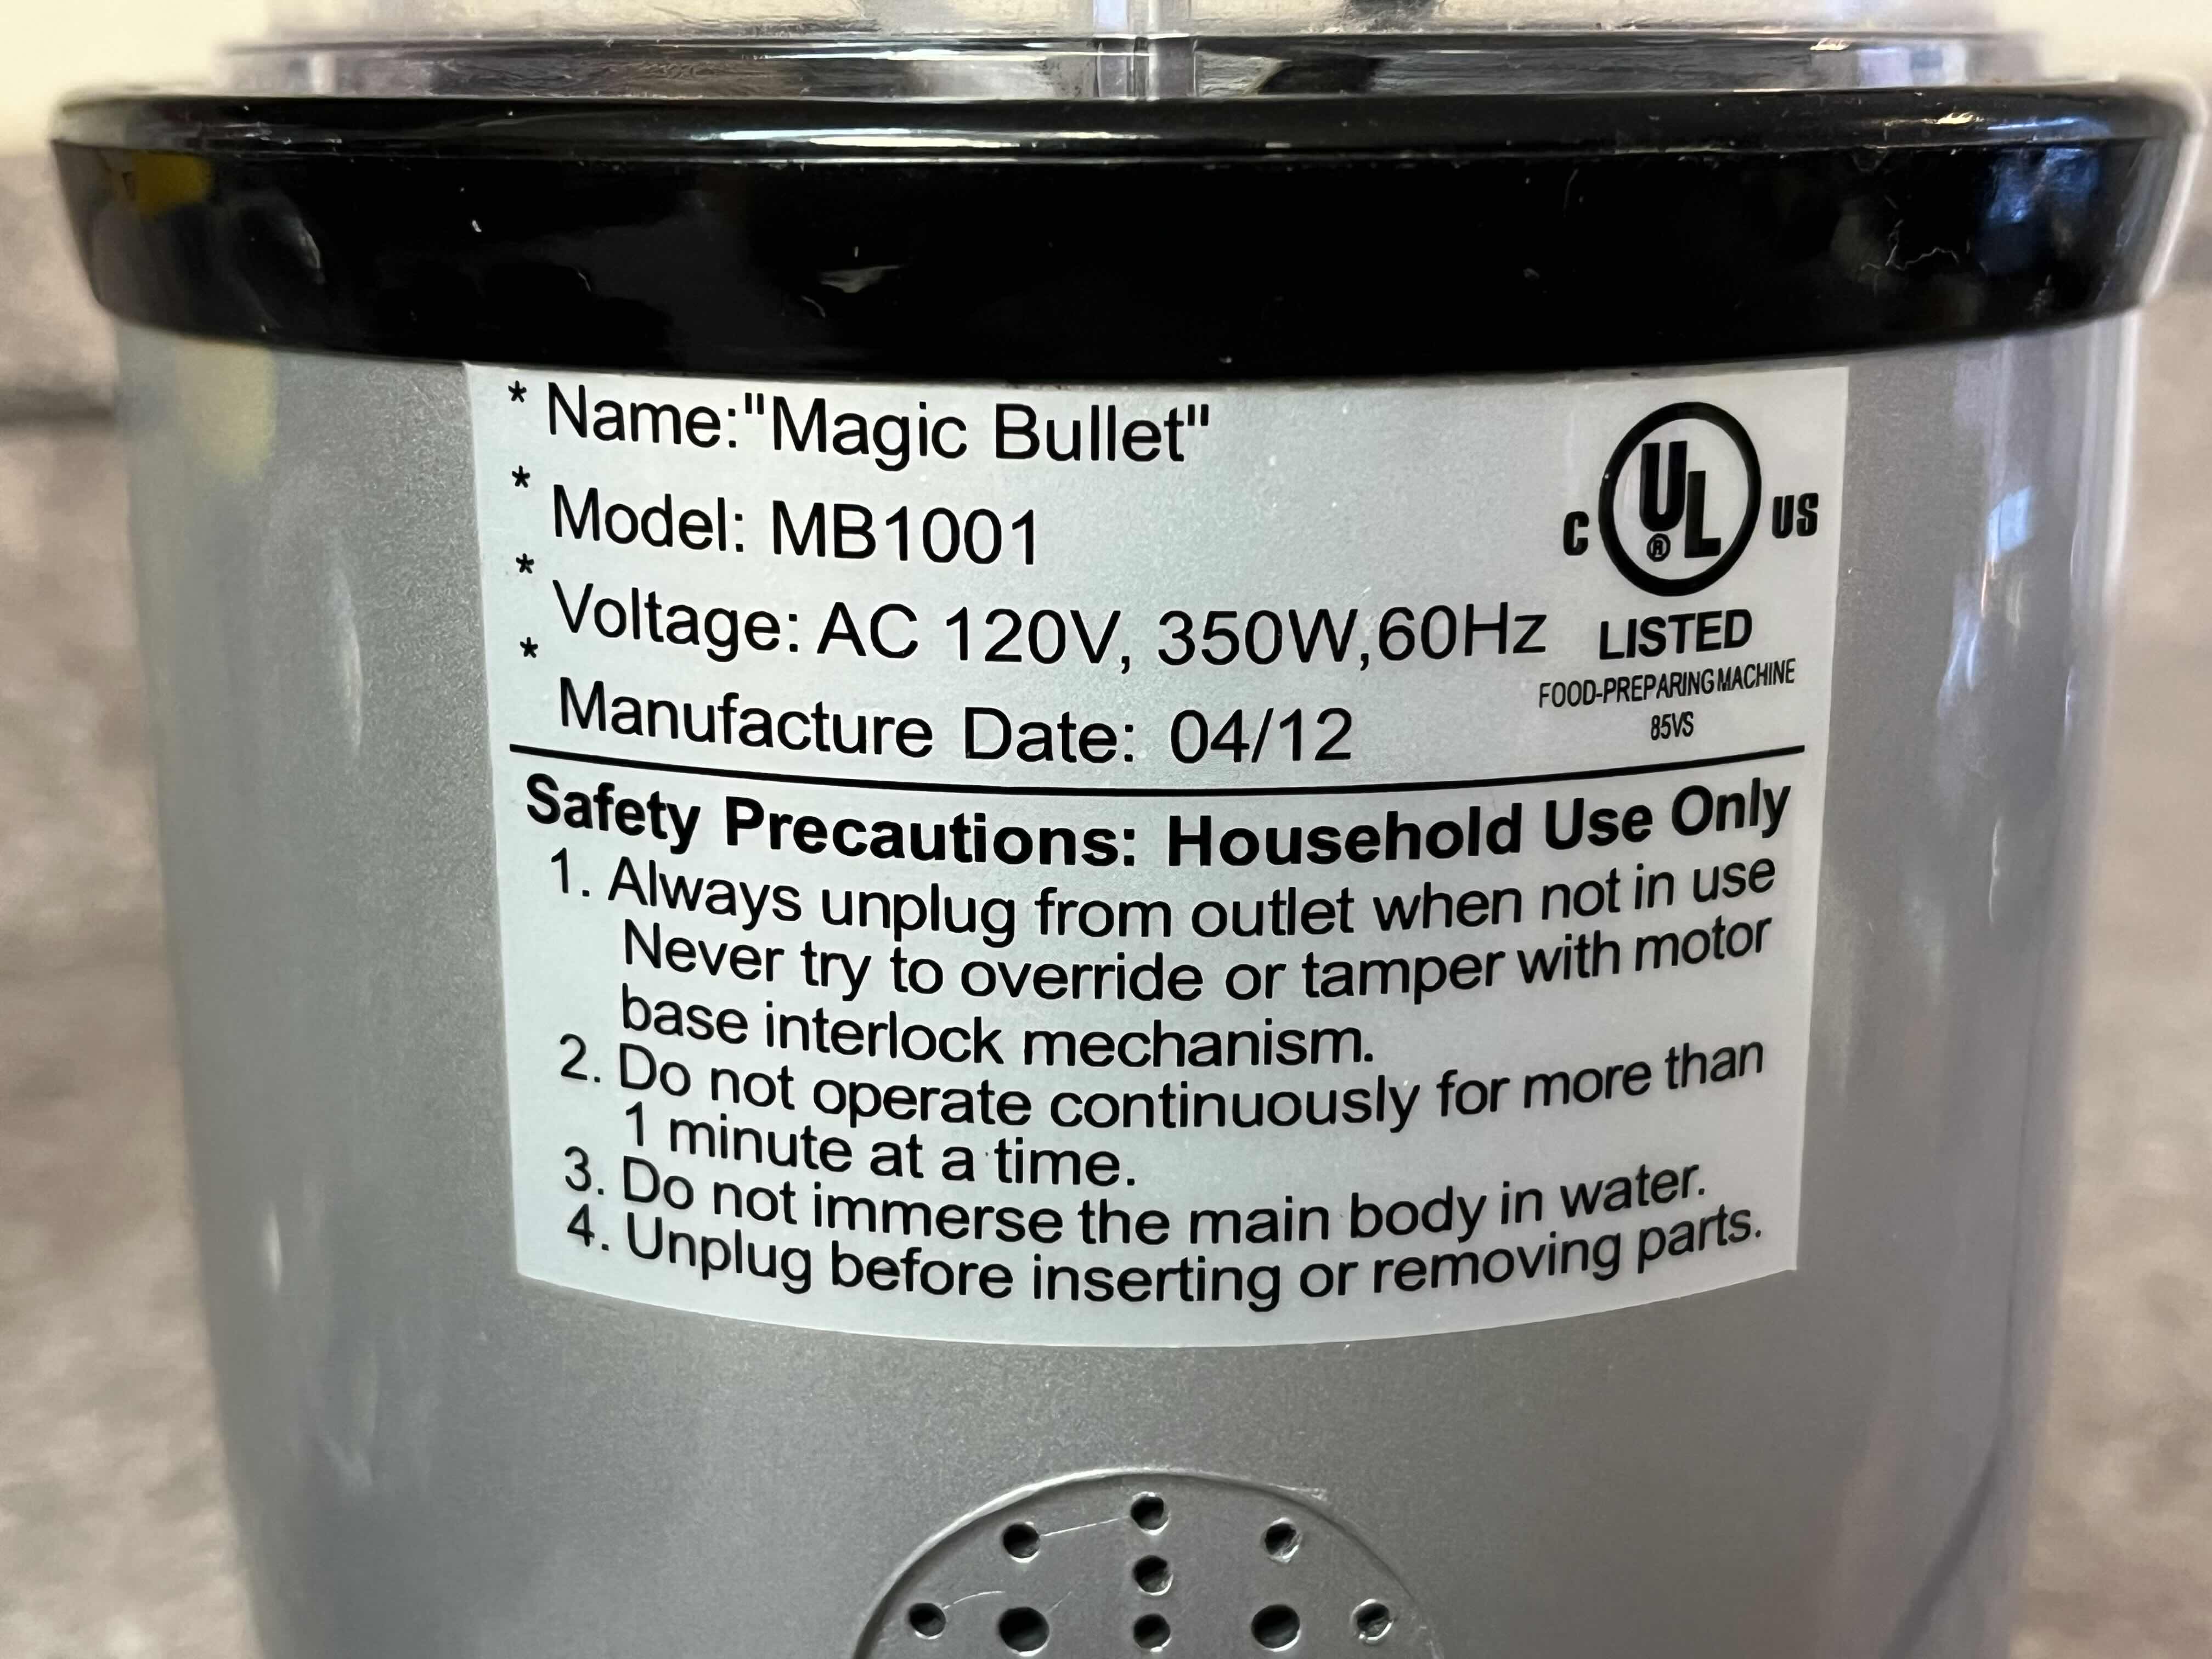 * Name:"Magic Bullet"
* Model: MB1001
* Voltage: AC 120V, 350W,60Hz
* Manufacture Date: 04/12
C UL® US
LISTED
FOOD-PREPARING MACHINE
85VS
Safety Precautions: Household Use Only
1. Always unplug from outlet when not in use
Never try to override or tamper with motor
base interlock mechanism.
2. Do not operate continuously for more than
1 minute at a time.
3. Do not immerse the main body in water.
4. Unplug before inserting or removing parts.